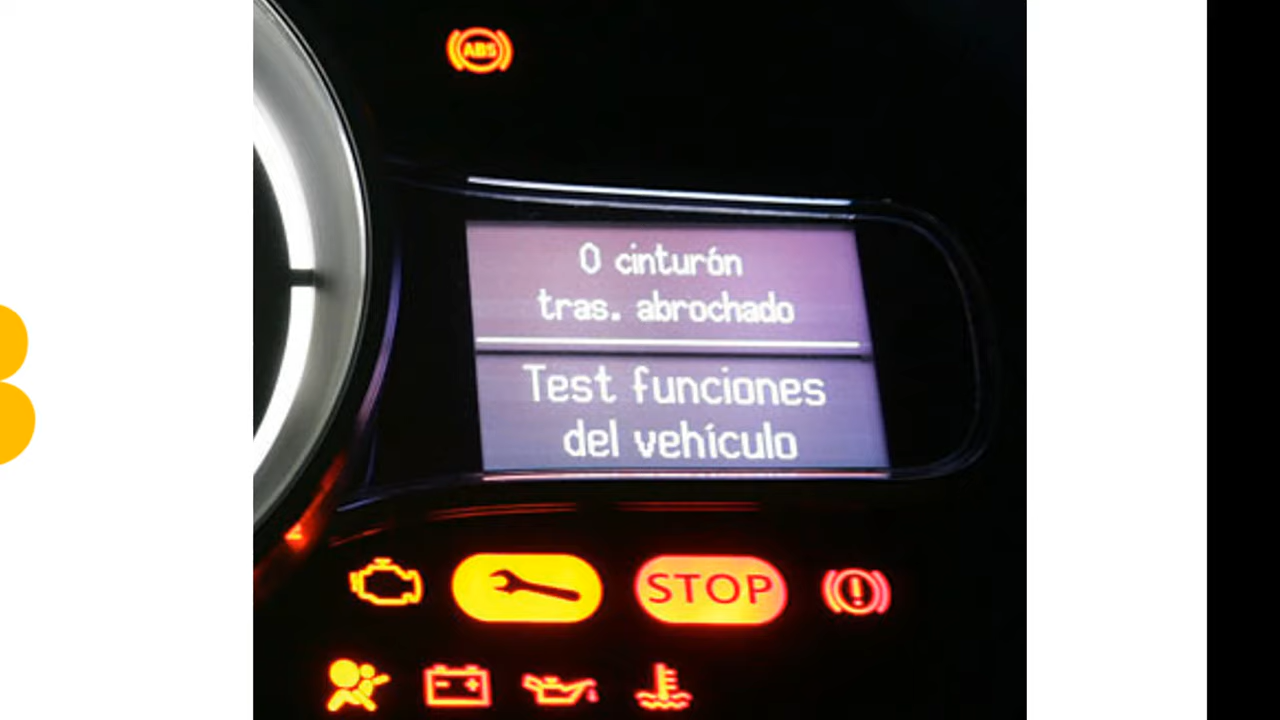 ABS
0 cinturón
tras. abrochado
Test funciones
del vehículo
STOP